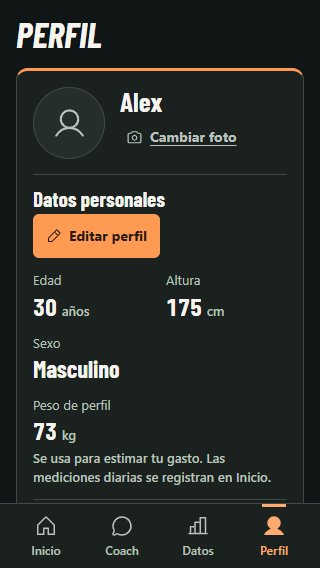 PERFIL
Alex
Cambiar foto
Datos personales
Editar perfil
Edad
Altura
30 años
175 cm
Sexo
Masculino
Peso de perfil
73 kg
Se usa para estimar tu gasto. Las
mediciones diarias se registran en Inicio.
Inicio
Coach
Datos
Perfil